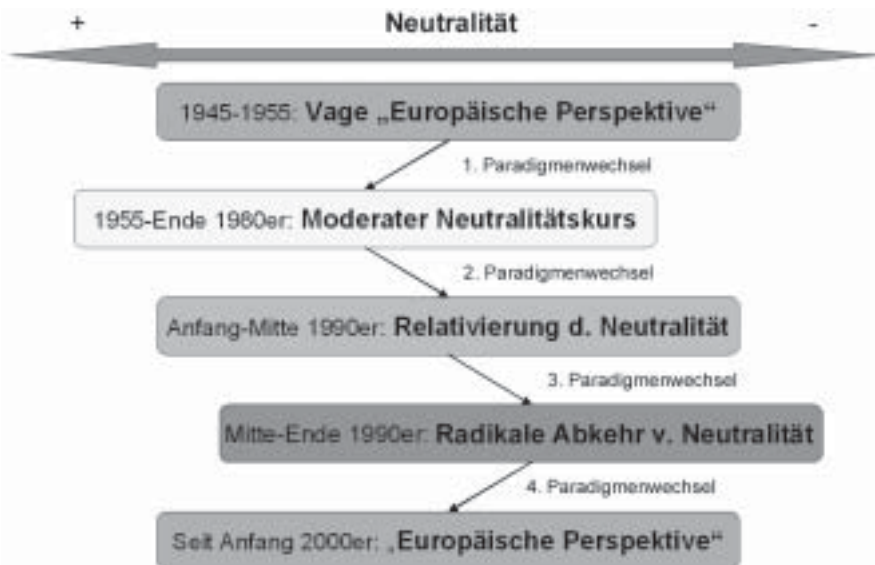 + Neutralität -
1945-1955: Vage „Europäische Perspektive“
1. Paradigmenwechsel
1955-Ende 1980er: Moderater Neutralitätskurs
2. Paradigmenwechsel
Anfang-Mitte 1990er: Relativierung d. Neutralität
3. Paradigmenwechsel
Mitte-Ende 1990er: Radikale Abkehr v. Neutralität
4. Paradigmenwechsel
Seit Anfang 2000er: „Europäische Perspektive“